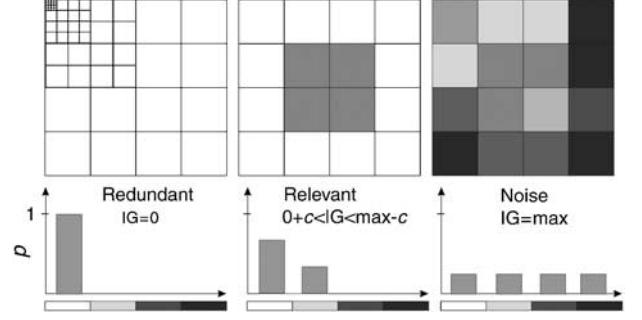 Redundant
IG=0
Relevant
0+c<IG<max-c
Noise
IG=max
1
p